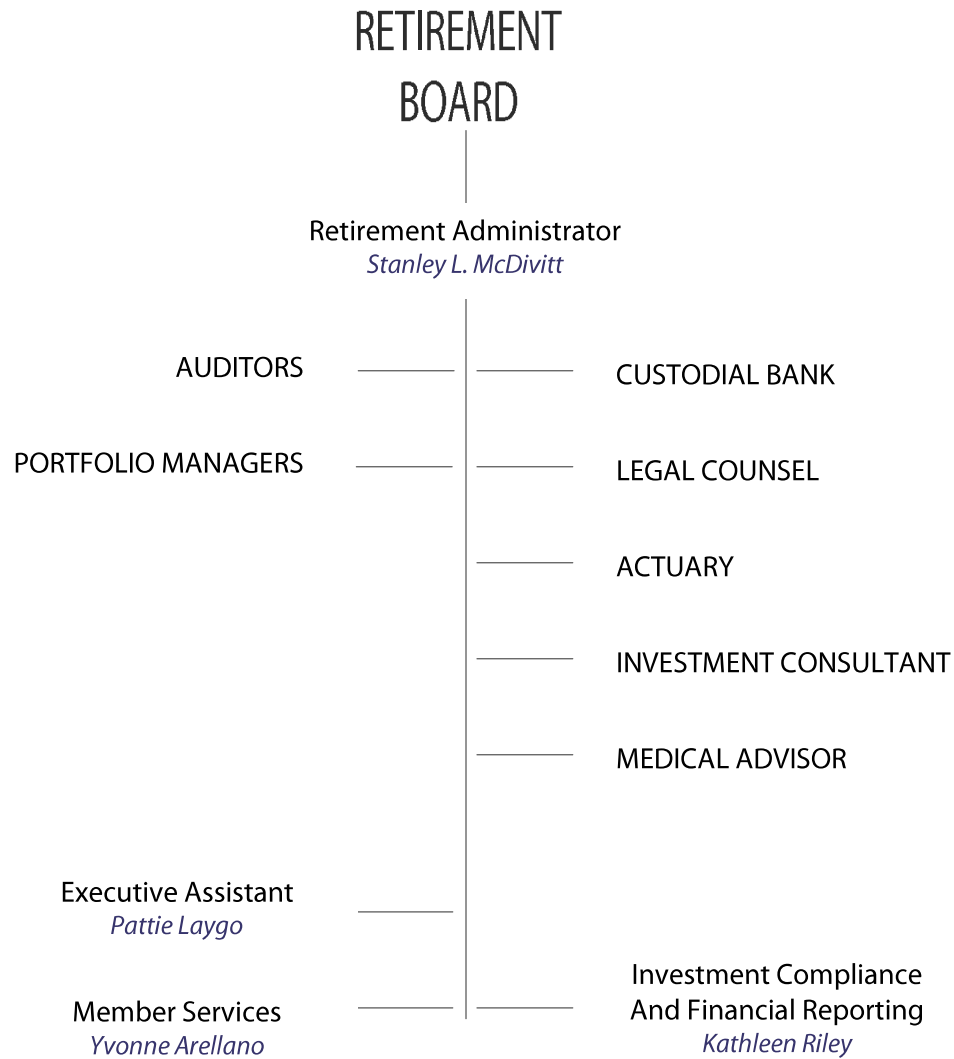 RETIREMENT
BOARD
Retirement Administrator
Stanley L. McDivitt
AUDITORS
CUSTODIAL BANK
PORTFOLIO MANAGERS
LEGAL COUNSEL
ACTUARY
INVESTMENT CONSULTANT
MEDICAL ADVISOR
Executive Assistant
Pattie Laygo
Member Services
Yvonne Arellano
Investment Compliance
And Financial Reporting
Kathleen Riley